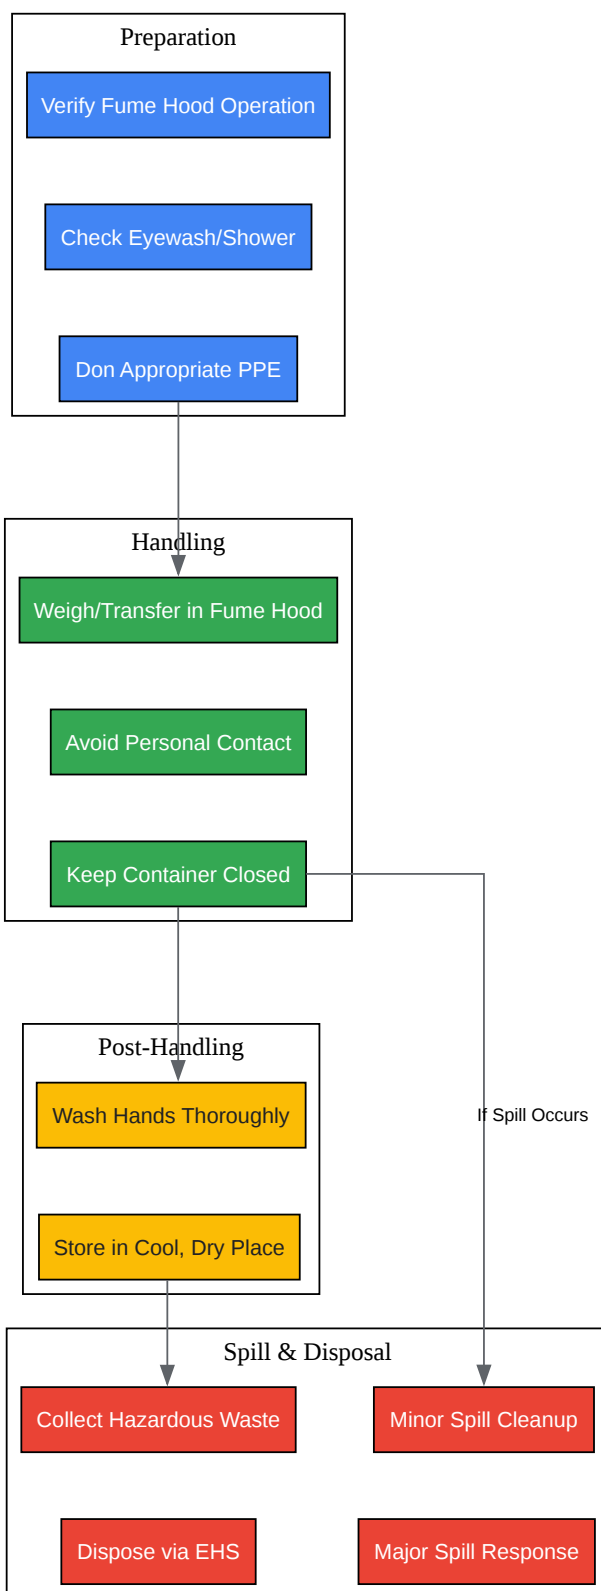 Preparation
Verify Fume Hood Operation
Check Eyewash/Shower
Don Appropriate PPE
Handling
Weigh/Transfer in Fume Hood
Avoid Personal Contact
Keep Container Closed
Post-Handling
Wash Hands Thoroughly
If Spill Occurs
Store in Cool, Dry Place
Spill & Disposal
Collect Hazardous Waste
Minor Spill Cleanup
Dispose via EHS
Major Spill Response